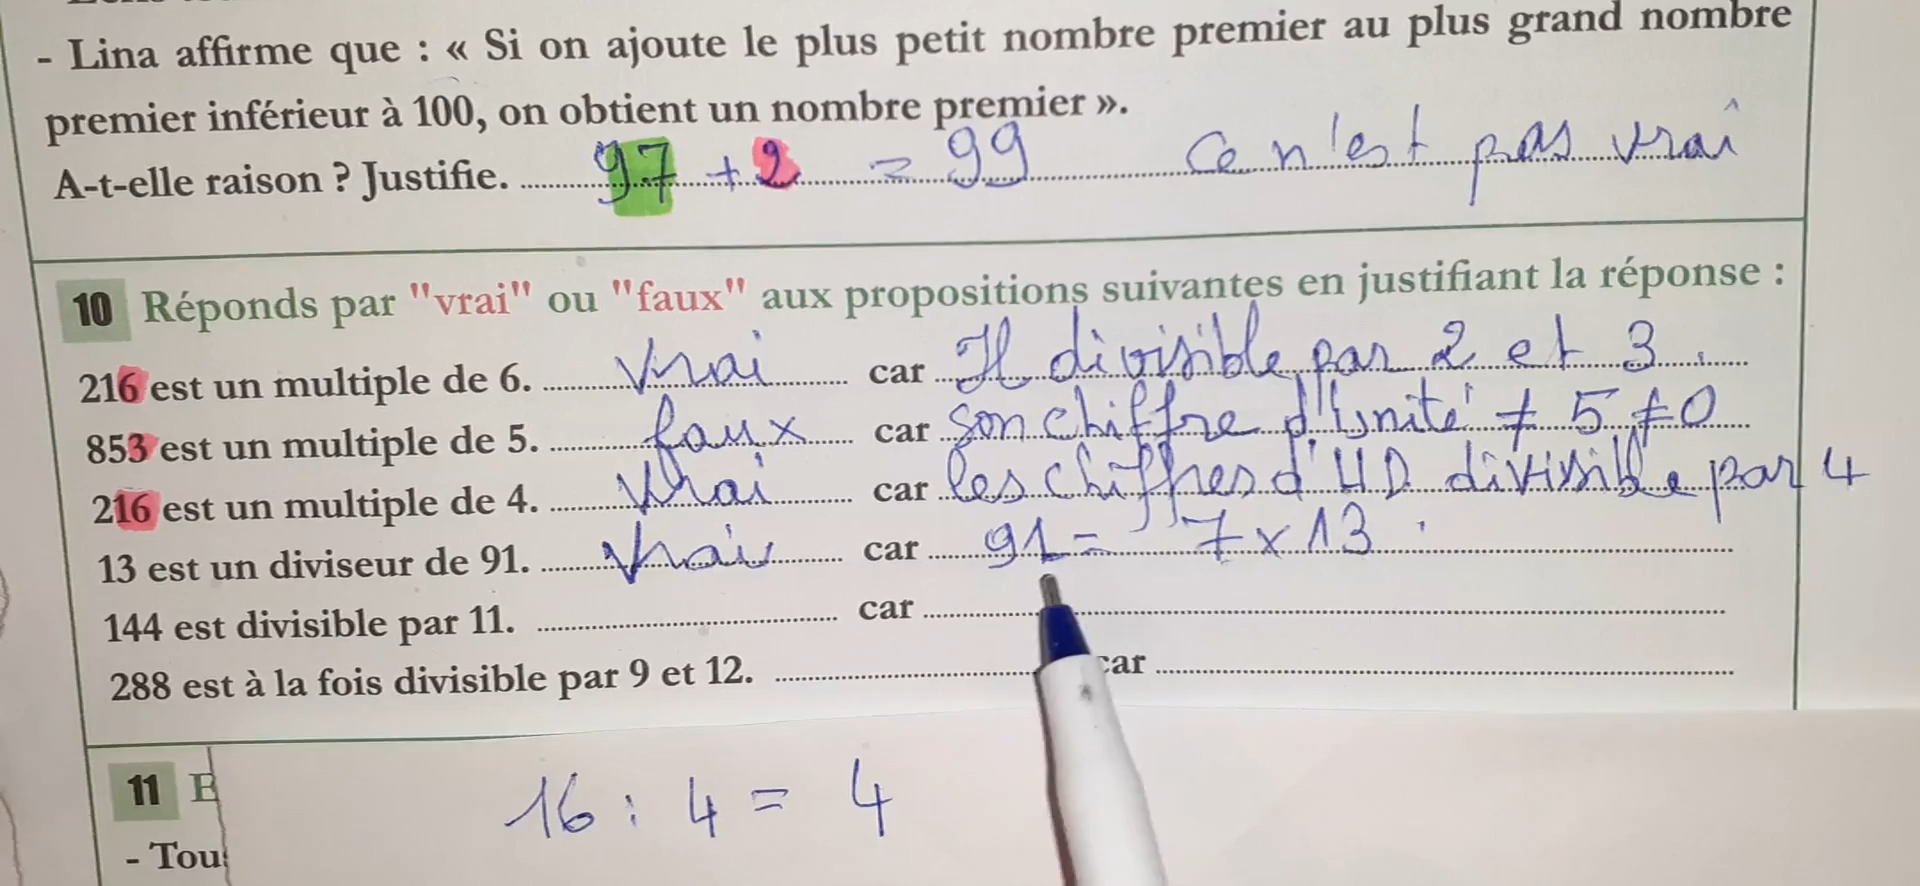 - Lina affirme que : « Si on ajoute le plus petit nombre premier au plus grand nombre
premier inférieur à 100, on obtient un nombre premier ».
A-t-elle raison ? Justifie. 97 + 2 = 99 ce n'est pas vrai
10 Réponds par "vrai" ou "faux" aux propositions suivantes en justifiant la réponse :
216 est un multiple de 6. vrai car Il divisible par 2 et 3.
853 est un multiple de 5. faux car son chiffre d'unité ≠ 5 ≠ 0
216 est un multiple de 4. vrai car les chiffres d'UD divisible par 4
13 est un diviseur de 91. vrai car 91 = 7 x 13.
144 est divisible par 11. car
288 est à la fois divisible par 9 et 12. car
11 E
16 : 4 = 4
- Tou